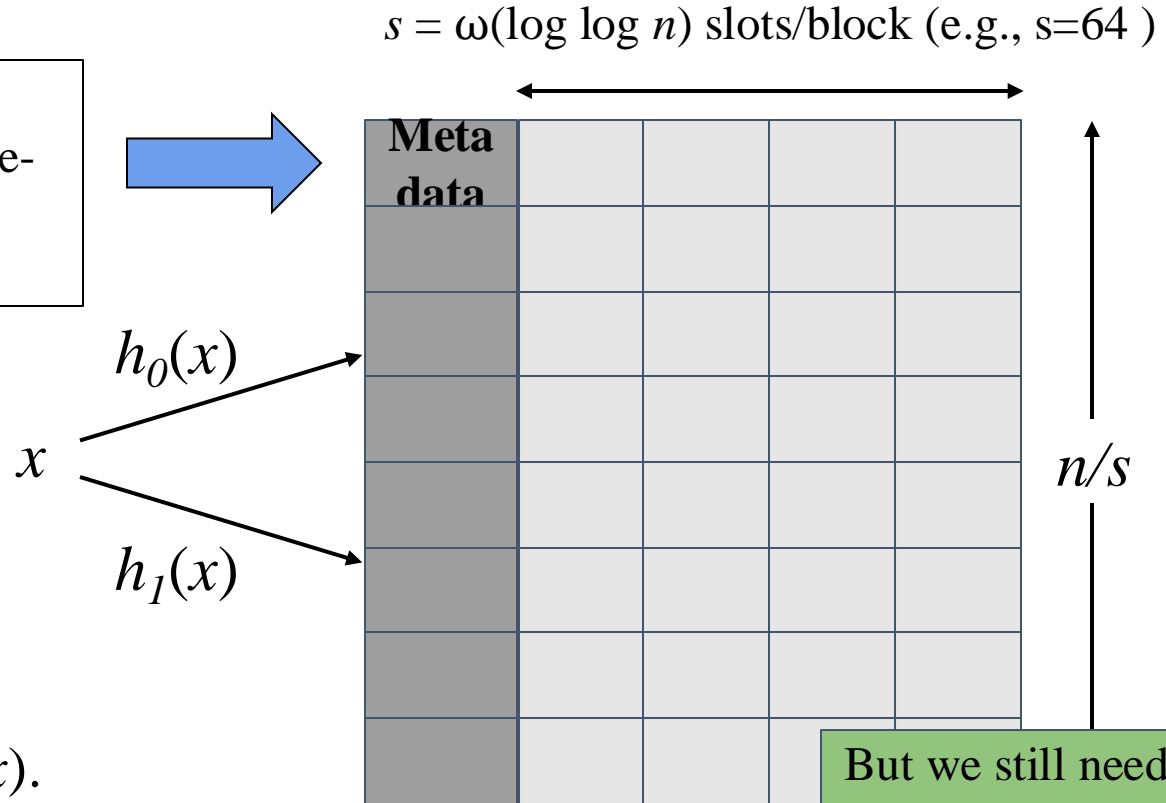 s = ω(log log n) slots/block (e.g., s=64 )
e-
Meta
data
h₀(x)
x
n/s
h₁(x)
x).
But we still need